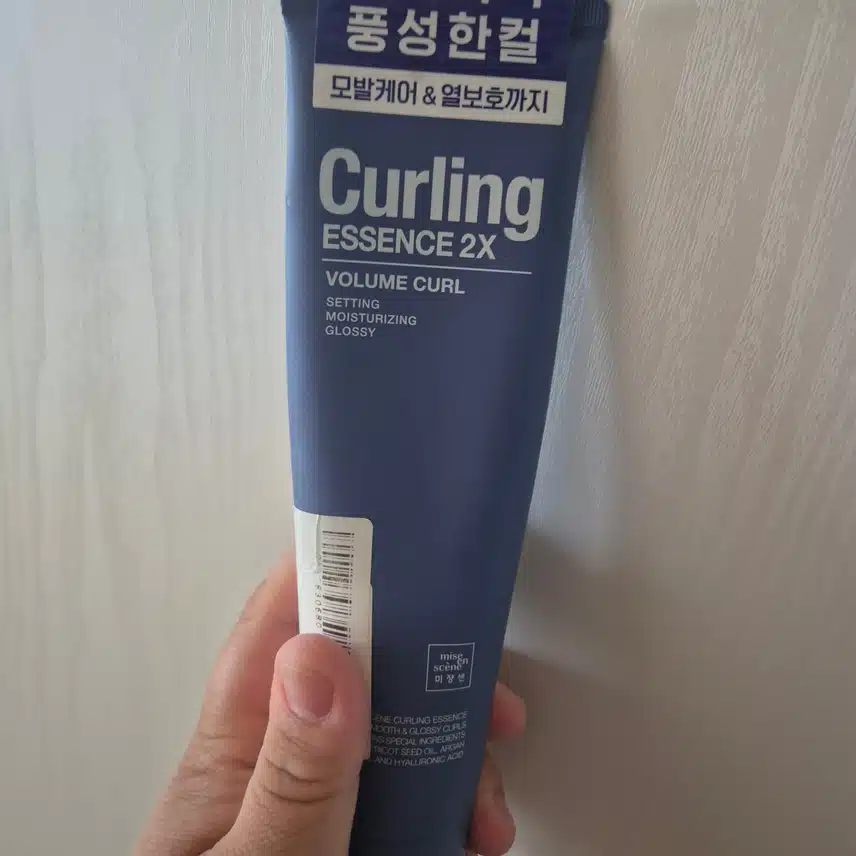 풍성한컬
모발케어 & 열보호까지
Curling
ESSENCE 2X
VOLUME CURL
SETTING
MOISTURIZING
GLOSSY
mise
en
scène
미쟝센
CURLING ESSENCE
& GLOSSY CURLS
SPECIAL INGREDIENTS
SEED OIL, ARGAN
AND HYALURONIC ACID